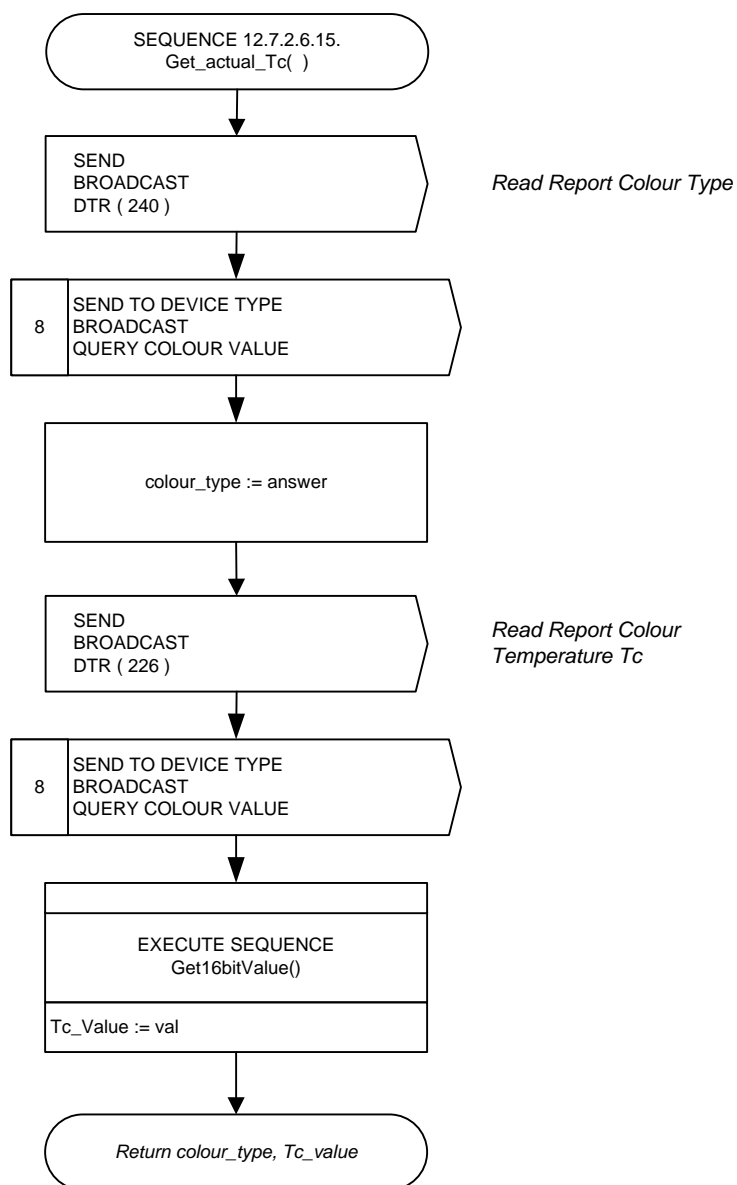 SEQUENCE 12.7.2.6.15.
Get_actual_Tc( )
SEND
BROADCAST
DTR ( 240 )
Read Report Colour Type
8
SEND TO DEVICE TYPE
BROADCAST
QUERY COLOUR VALUE
colour_type := answer
SEND
BROADCAST
DTR ( 226 )
Read Report Colour
Temperature Tc
8
SEND TO DEVICE TYPE
BROADCAST
QUERY COLOUR VALUE
EXECUTE SEQUENCE
Get16bitValue()
Tc_Value := val
Return colour_type, Tc_value